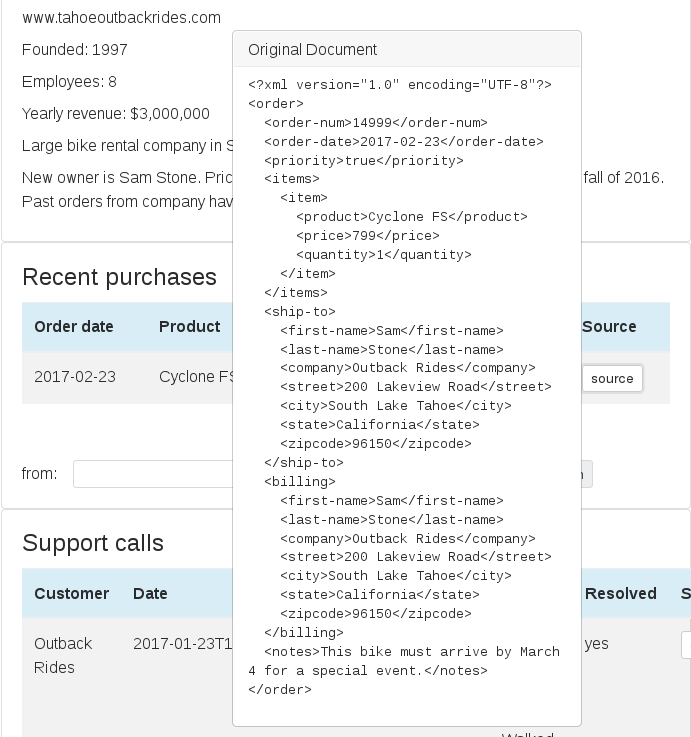 www.tahoeoutbackrides.com
Founded: 1997
Employees: 8
Yearly revenue: $3,000,000
Large bike rental company in
New owner is Sam Stone. fall of 2016.
Past orders from company
Recent purchases
Order date Product Source
2017-02-23 Cyclone source
from:
Support calls
Customer Date Resolved
Outback 2017-01-23T1 yes
Rides
Original Document
<?xml version="1.0" encoding="UTF-8"?>
<order>
<order-num>14999</order-num>
<order-date>2017-02-23</order-date>
<priority>true</priority>
<items>
<item>
<product>Cyclone FS</product>
<price>799</price>
<quantity>1</quantity>
</item>
</items>
<ship-to>
<first-name>Sam</first-name>
<last-name>Stone</last-name>
<company>Outback Rides</company>
<street>200 Lakeview Road</street>
<city>South Lake Tahoe</city>
<state>California</state>
<zipcode>96150</zipcode>
</ship-to>
<billing>
<first-name>Sam</first-name>
<last-name>Stone</last-name>
<company>Outback Rides</company>
<street>200 Lakeview Road</street>
<city>South Lake Tahoe</city>
<state>California</state>
<zipcode>96150</zipcode>
</billing>
<notes>This bike must arrive by March
4 for a special event.</notes>
</order>